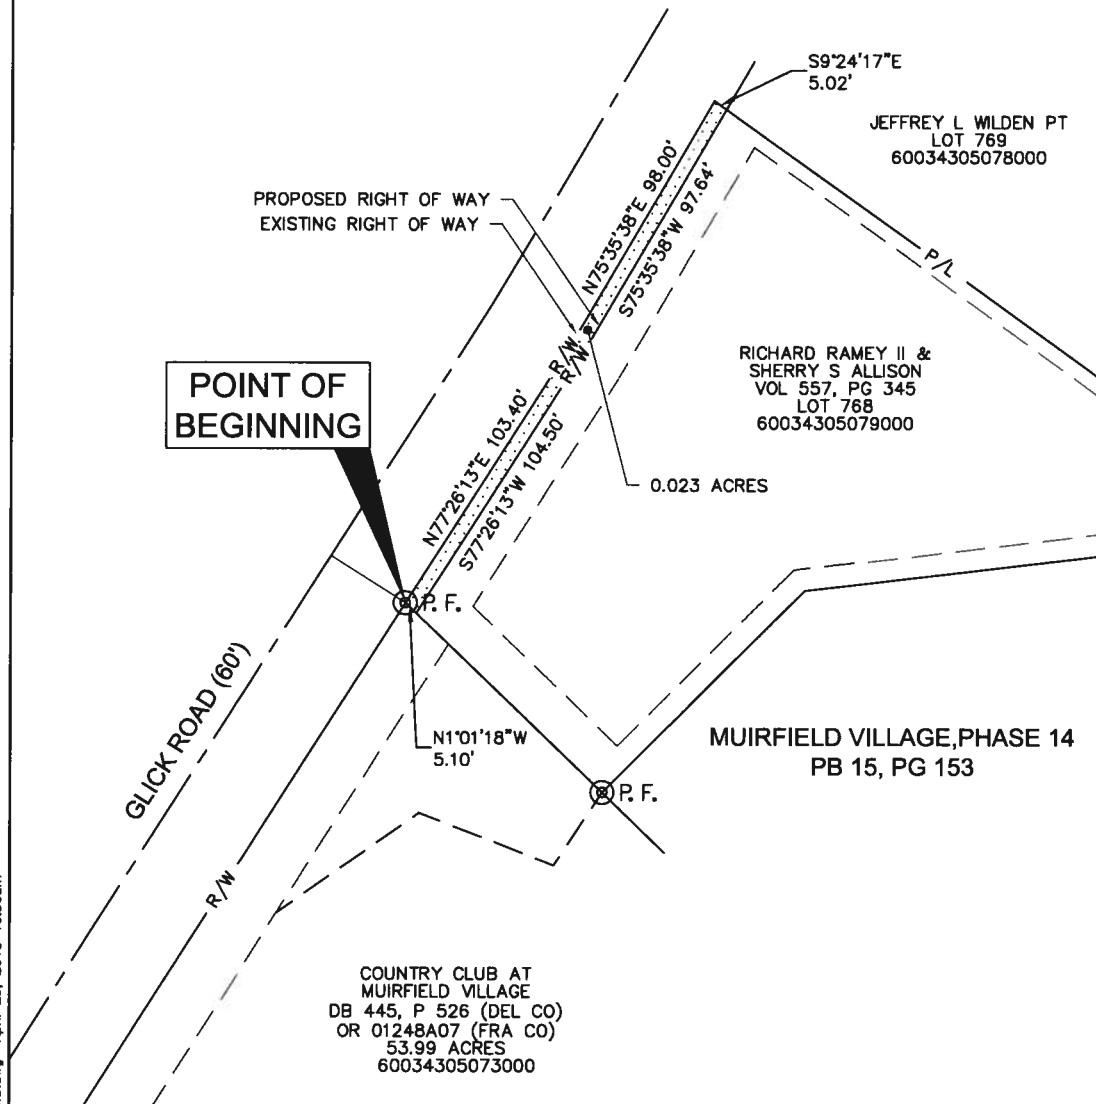 S9°24'17"E
5.02'
JEFFREY L WILDEN PT
LOT 769
60034305078000
PROPOSED RIGHT OF WAY
EXISTING RIGHT OF WAY
N75°35'38"E 98.00'
S75°35'38"W 97.64'
P/L
R/W
R/W
RICHARD RAMEY II &
SHERRY S ALLISON
VOL 557, PG 345
LOT 768
60034305079000
POINT OF
BEGINNING
N77°26'13"E 103.40'
S77°26'13"W 104.50'
0.023 ACRES
P. F.
GLICK ROAD (60')
N1°01'18"W
5.10'
MUIRFIELD VILLAGE,PHASE 14
PB 15, PG 153
P. F.
R/W
COUNTRY CLUB AT
MUIRFIELD VILLAGE
DB 445, P 526 (DEL CO)
OR 01248A07 (FRA CO)
53.99 ACRES
60034305073000